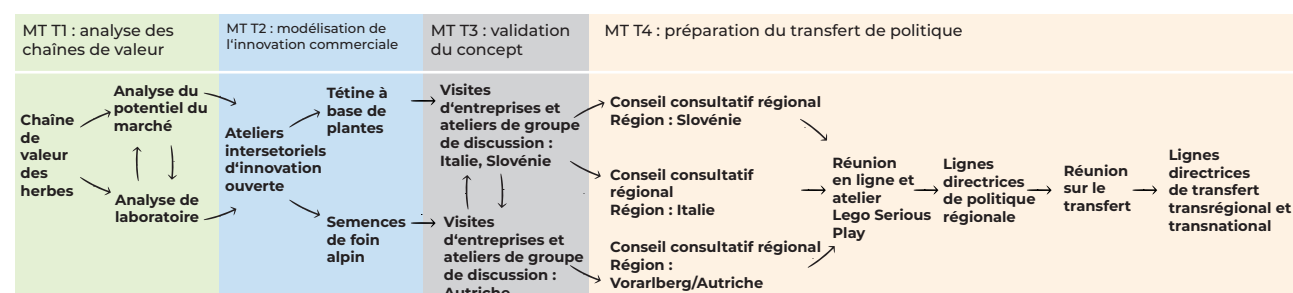 MT T1 : analyse des
chaînes de valeur
MT T2 : modélisation de
l'innovation commerciale
MT T3 : validation
du concept
MT T4 : préparation du transfert de politique
Chaîne
de
valeur
des
herbes
Analyse du
potentiel du
marché
Analyse de
laboratoire
Ateliers
intersetoriels
d'innovation
ouverte
Tétine à
base de
plantes
Semences
de foin
alpin
Visites
d'entreprises et
ateliers de groupe
de discussion :
Italie, Slovénie
Visites
d'entreprises et
ateliers de groupe
de discussion :
Autriche
Conseil consultatif régional
Région : Slovénie
Conseil consultatif
régional
Région : Italie
Conseil consultatif régional
Région :
Vorarlberg/Autriche
Réunion
en ligne et
atelier
Lego Serious
Play
Lignes
directrices
de politique
régionale
Réunion
sur le
transfert
Lignes
directrices
de transfert
transrégional et
transnational